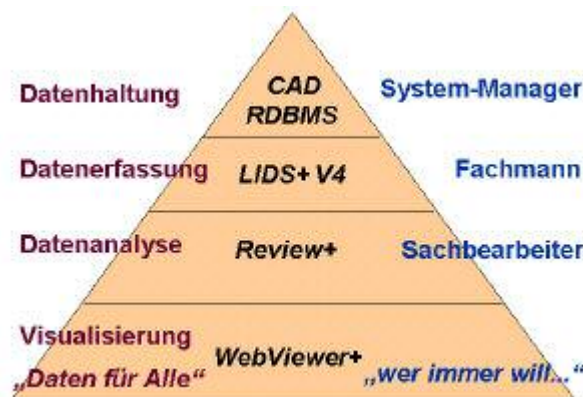 Datenhaltung
CAD
RDBMS
System-Manager
Datenerfassung
LIDS+ V4
Fachmann
Datenanalyse
Review+
Sachbearbeiter
Visualisierung
„Daten für Alle“
WebViewer+
„wer immer will...“